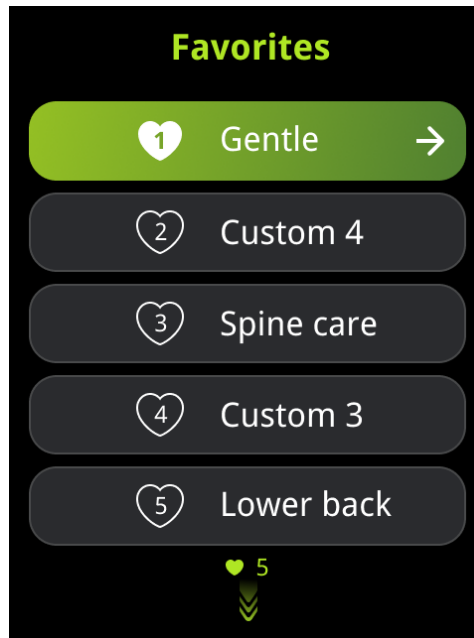 Favorites
1 Gentle
2 Custom 4
3 Spine care
4 Custom 3
5 Lower back
5